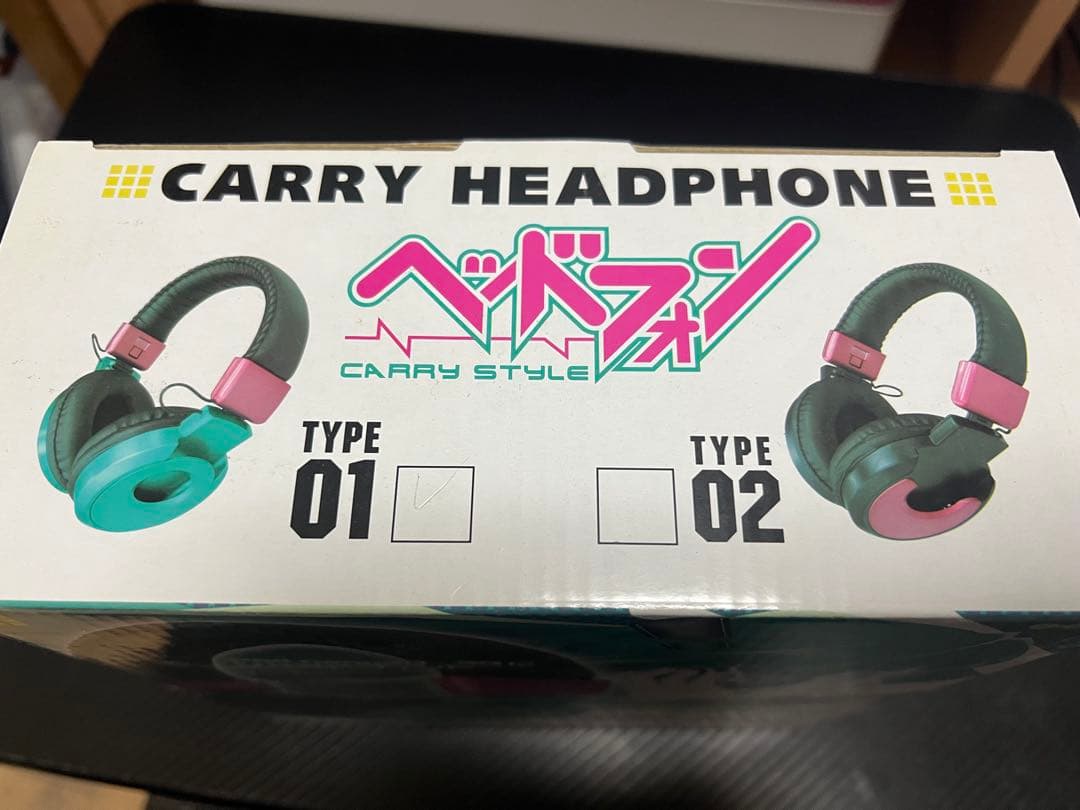 CARRY HEADPHONE
ヘッドフォン
CARRY STYLE
TYPE
01
TYPE
02